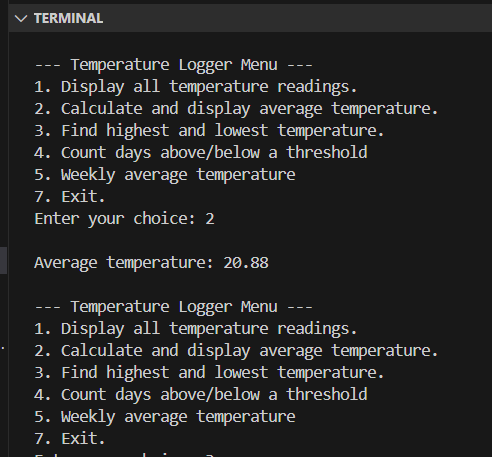 TERMINAL
--- Temperature Logger Menu ---
1. Display all temperature readings.
2. Calculate and display average temperature.
3. Find highest and lowest temperature.
4. Count days above/below a threshold
5. Weekly average temperature
7. Exit.
Enter your choice: 2
Average temperature: 20.88
--- Temperature Logger Menu ---
1. Display all temperature readings.
2. Calculate and display average temperature.
3. Find highest and lowest temperature.
4. Count days above/below a threshold
5. Weekly average temperature
7. Exit.